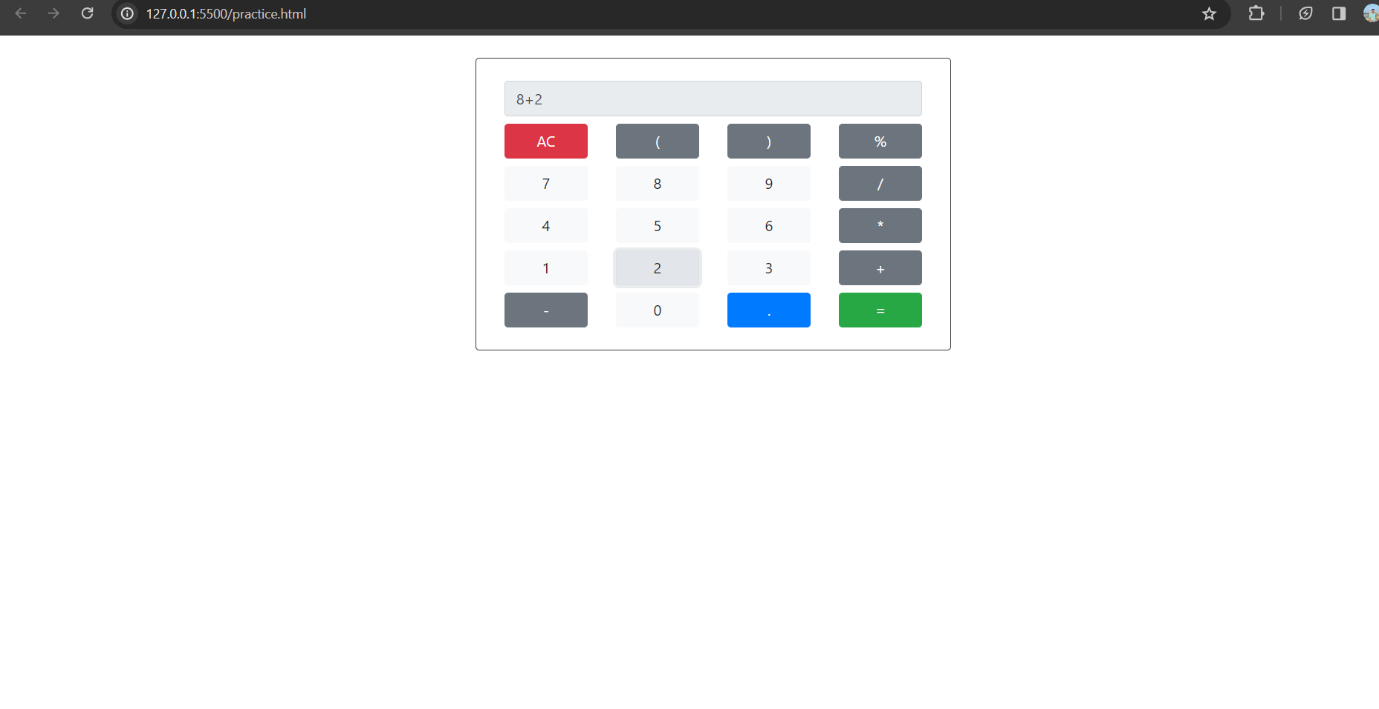 127.0.0.1:5500/practice.html
8+2
AC ( ) %
7 8 9 /
4 5 6 *
1 2 3 +
- 0 . =